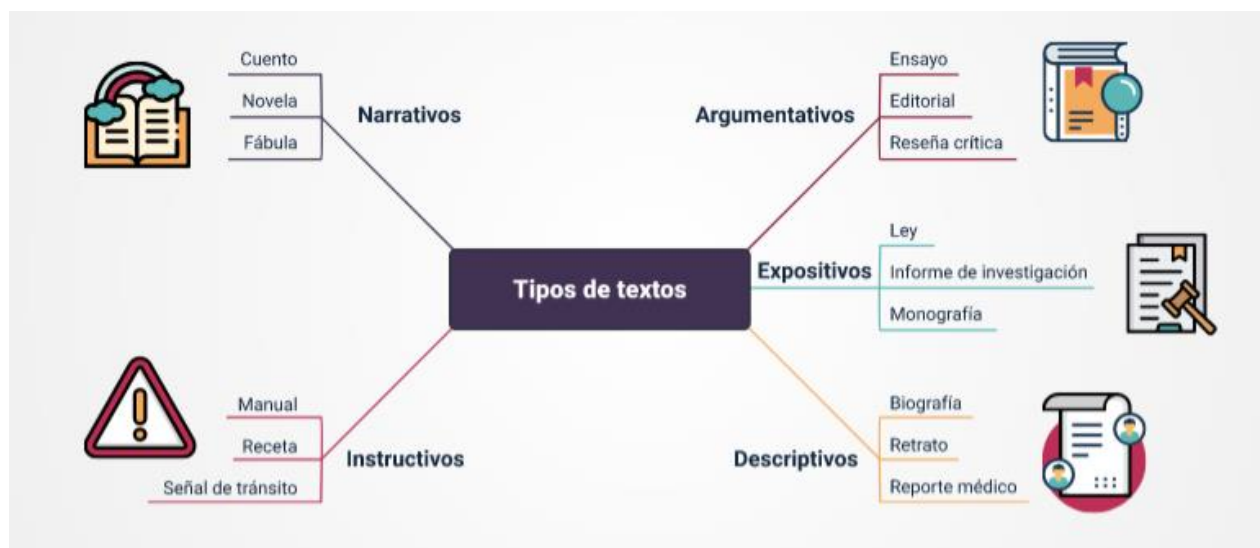 Cuento
Novela
Fábula
Narrativos
Argumentativos
Ensayo
Editorial
Reseña crítica
Tipos de textos
Expositivos
Ley
Informe de investigación
Monografía
Manual
Receta
Señal de tránsito
Instructivos
Descriptivos
Biografía
Retrato
Reporte médico